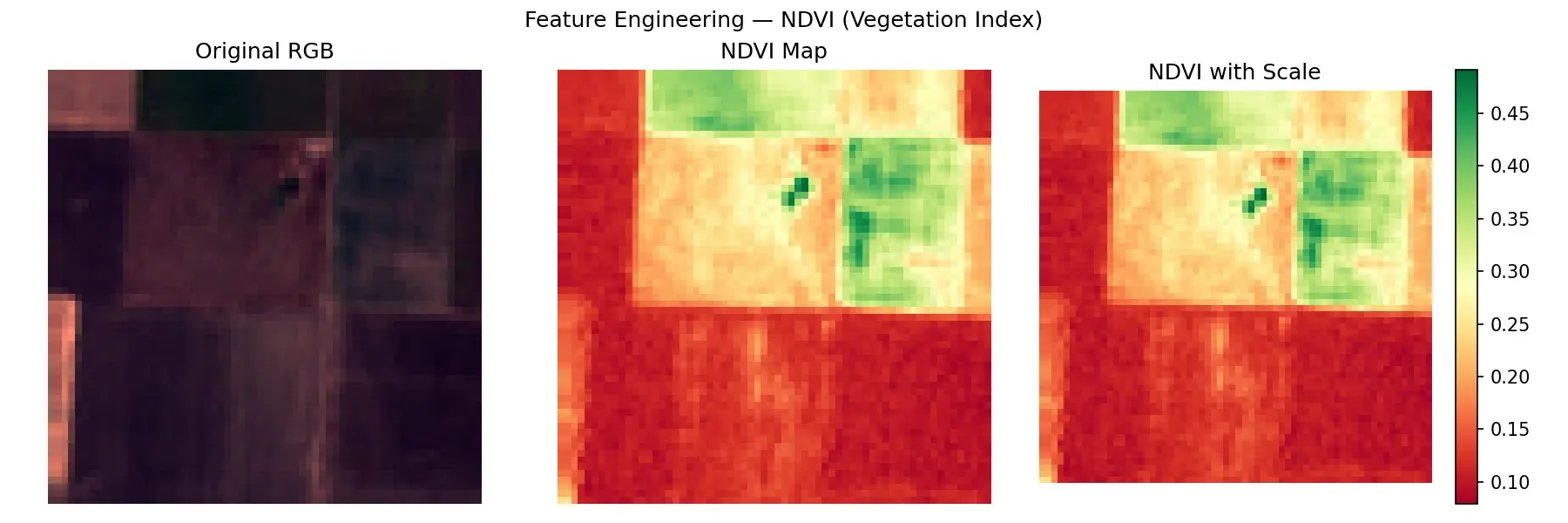 Feature Engineering — NDVI (Vegetation Index)
Original RGB
NDVI Map
NDVI with Scale
0.45
0.40
0.35
0.30
0.25
0.20
0.15
0.10